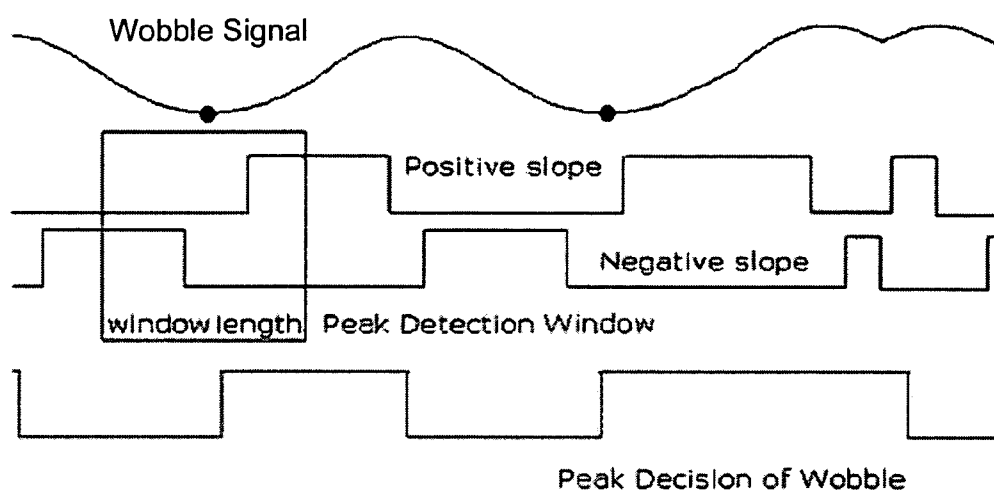 Wobble Signal
Positive slope
Negative slope
window length
Peak Detection Window
Peak Decision of Wobble